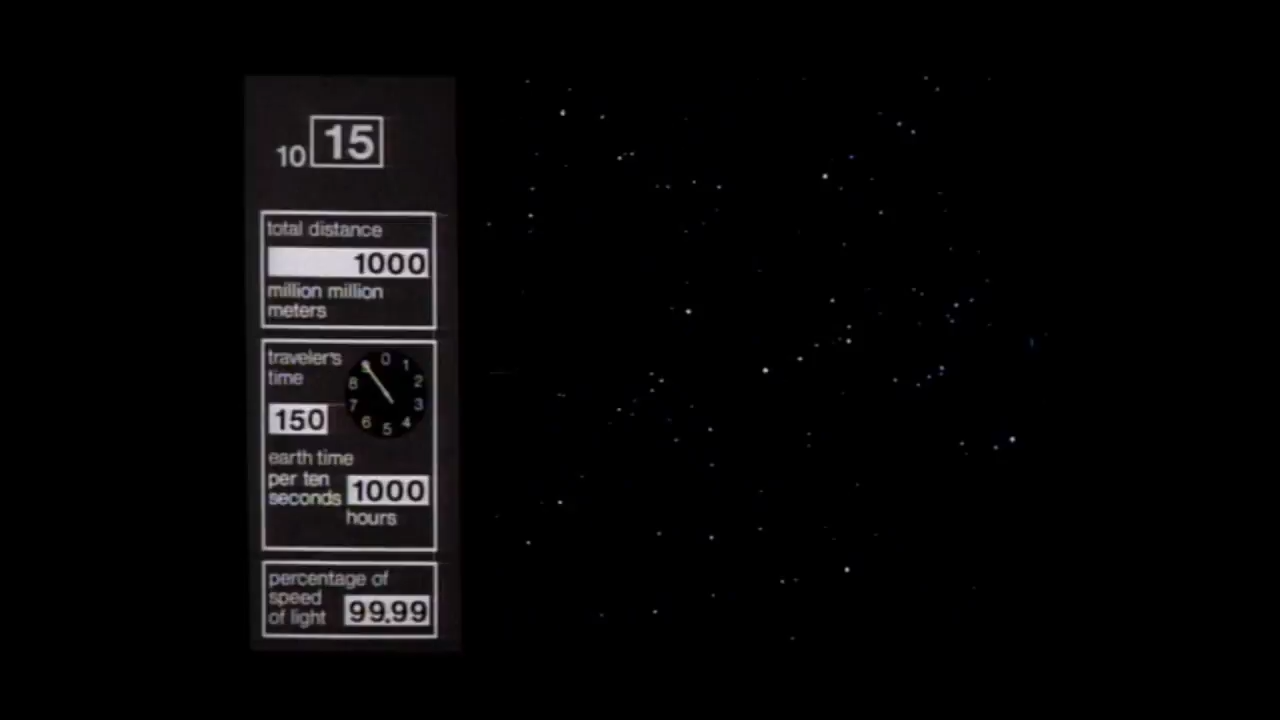 10 15
total distance
1000
million million
meters
traveler's
time
0
1
2
3
4
5
6
7
8
150
earth time
per ten
seconds 1000
hours
percentage of
speed
of light 99.99